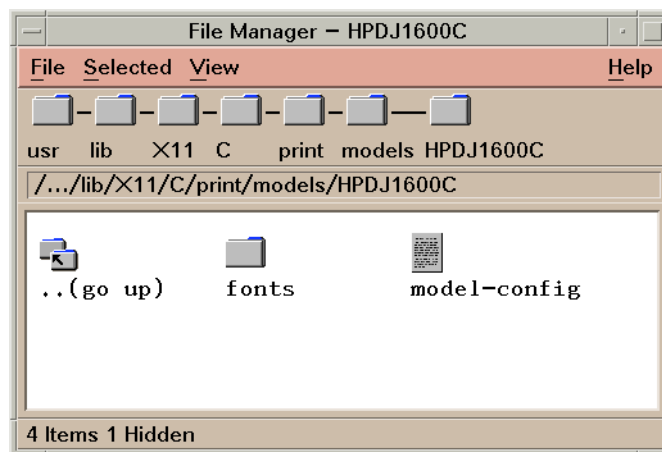 File Manager – HPDJ1600C
File Selected View Help
usr lib X11 C print models HPDJ1600C
/.../lib/X11/C/print/models/HPDJ1600C
..(go up) fonts model-config
4 Items 1 Hidden